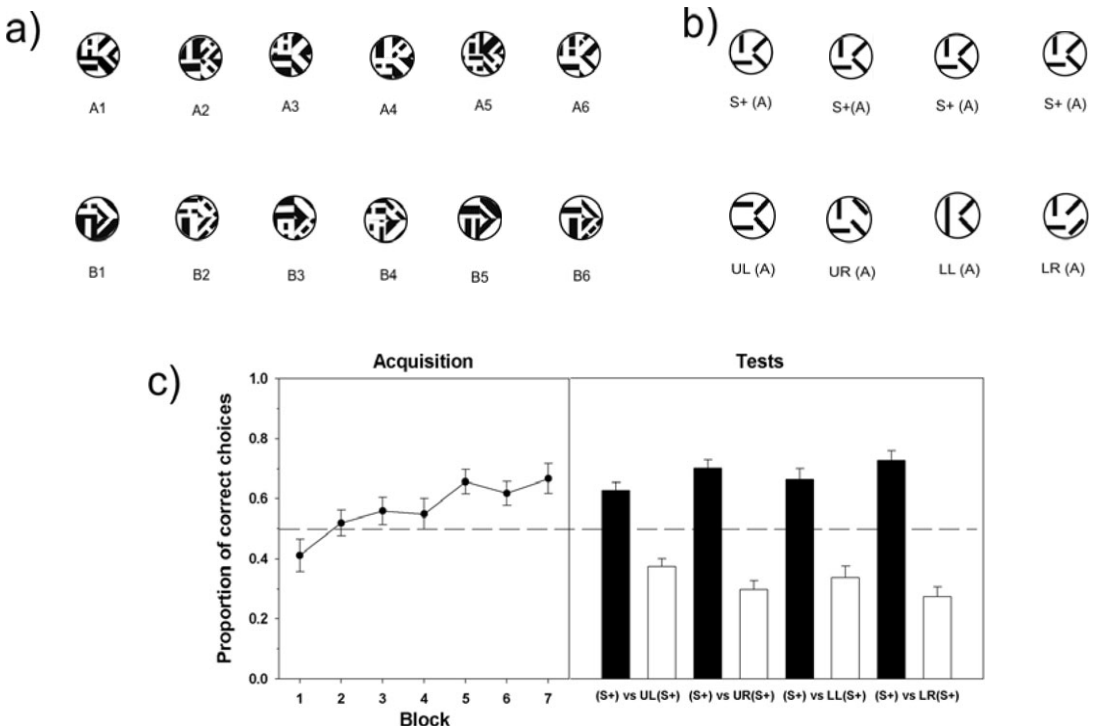 a)
A1 A2 A3 A4 A5 A6
B1 B2 B3 B4 B5 B6
b)
S+ (A) S+(A) S+ (A) S+ (A)
UL (A) UR (A) LL (A) LR (A)
c)
Acquisition Tests
Proportion of correct choices
1.0
0.8
0.6
0.4
0.2
0.0
1 2 3 4 5 6 7
Block
(S+) vs UL(S+) (S+) vs UR(S+) (S+) vs LL(S+) (S+) vs LR(S+)